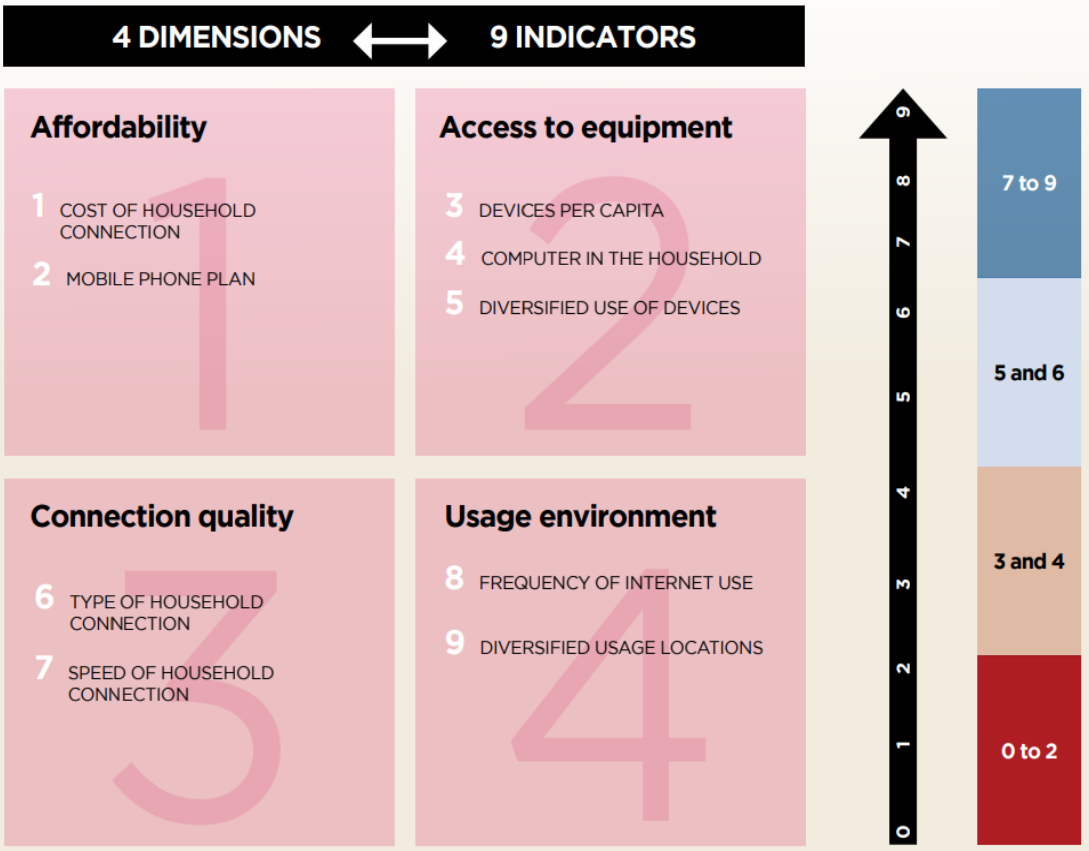 4 DIMENSIONS 9 INDICATORS
Affordability
1
1 COST OF HOUSEHOLD
CONNECTION
2 MOBILE PHONE PLAN
Access to equipment
2
3 DEVICES PER CAPITA
4 COMPUTER IN THE HOUSEHOLD
5 DIVERSIFIED USE OF DEVICES
Connection quality
3
6 TYPE OF HOUSEHOLD
CONNECTION
7 SPEED OF HOUSEHOLD
CONNECTION
Usage environment
4
8 FREQUENCY OF INTERNET USE
9 DIVERSIFIED USAGE LOCATIONS
9
8
7
6
5
4
3
2
1
0
7 to 9
5 and 6
3 and 4
0 to 2